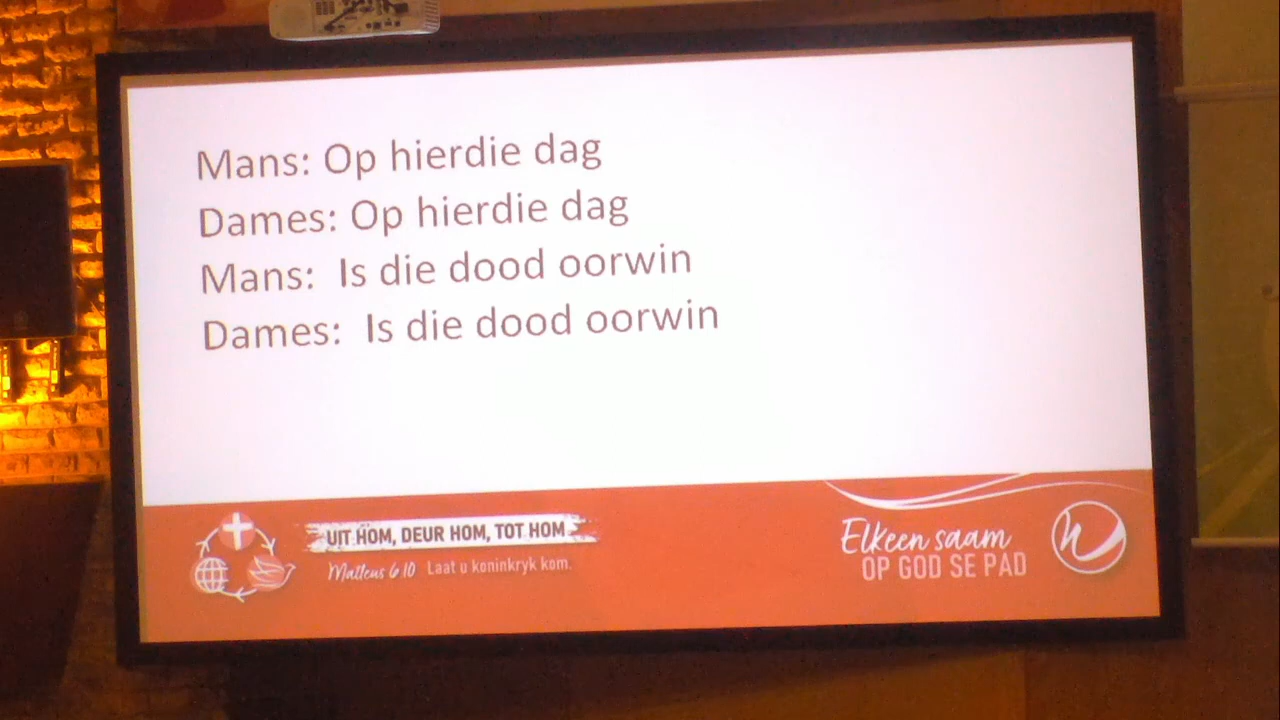 Mans: Op hierdie dag
Dames: Op hierdie dag
Mans: Is die dood oorwin
Dames: Is die dood oorwin
UIT HOM, DEUR HOM, TOT HOM
Matteus 6:10 Laat u koninkryk kom.
Elkeen saam
OP GOD SE PAD